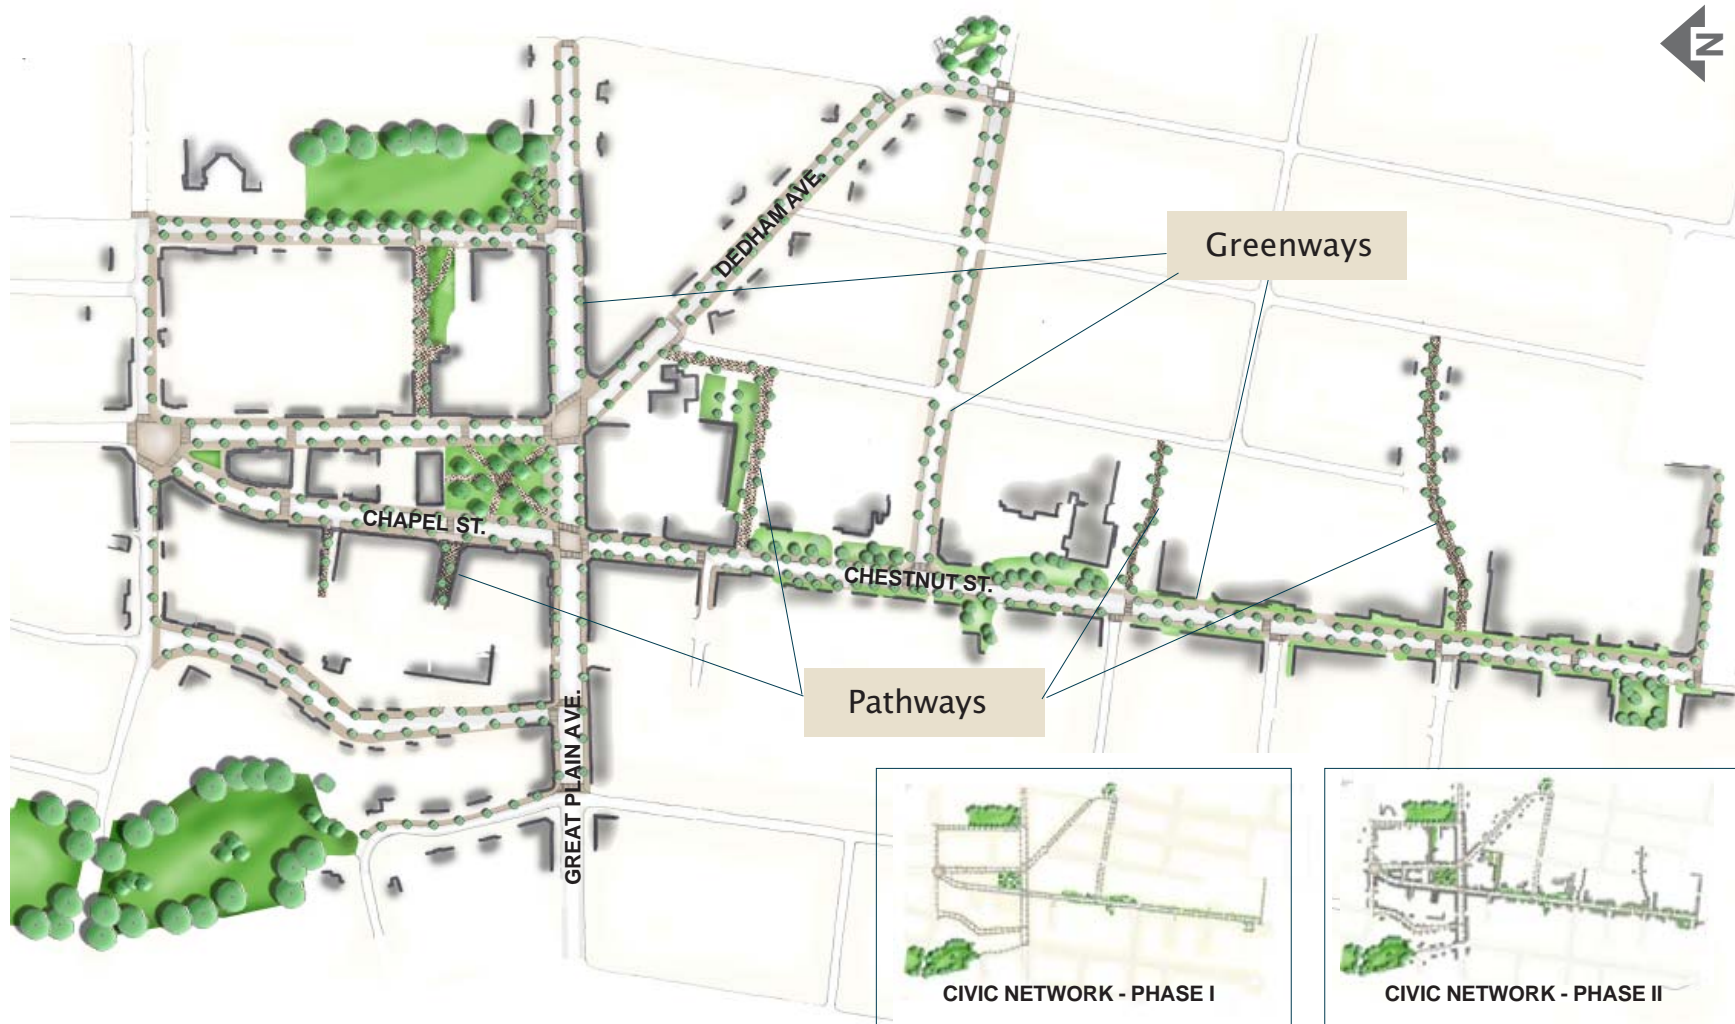 N
DEDHAM AVE.
Greenways
CHAPEL ST.
CHESTNUT ST.
Pathways
GREAT PLAIN AVE.
CIVIC NETWORK - PHASE I
CIVIC NETWORK - PHASE II